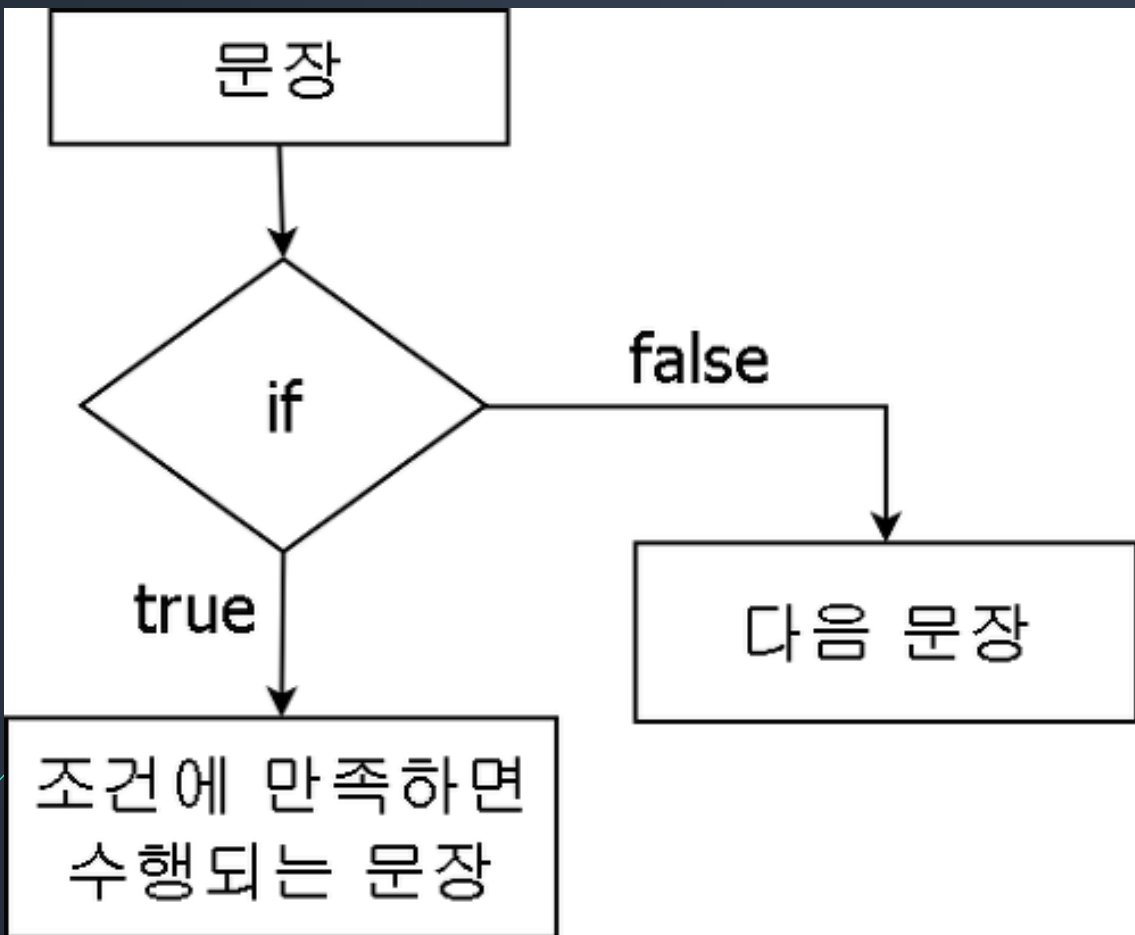 문장
if
false
true
다음 문장
조건에 만족하면
수행되는 문장